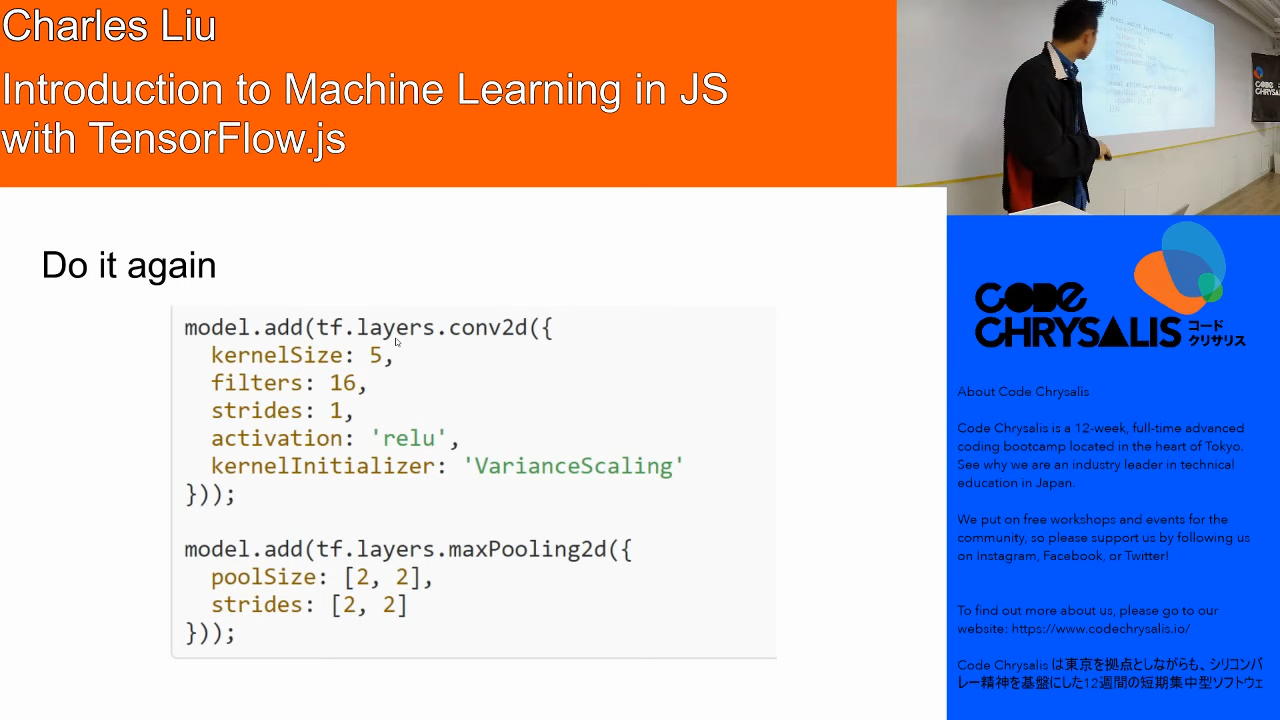 Charles Liu
Introduction to Machine Learning in JS
with TensorFlow.js
Do it again
model.add(tf.layers.conv2d({
kernelSize: 5,
filters: 16,
strides: 1,
activation: 'relu',
kernelInitializer: 'VarianceScaling'
}));
model.add(tf.layers.maxPooling2d({
poolSize: [2, 2],
strides: [2, 2]
}));
CODE
CHRYSALIS
コード
クリサリス
About Code Chrysalis
Code Chrysalis is a 12-week, full-time advanced
coding bootcamp located in the heart of Tokyo.
See why we are an industry leader in technical
education in Japan.
We put on free workshops and events for the
community, so please support us by following us
on Instagram, Facebook, or Twitter!
To find out more about us, please go to our
website: https://www.codechrysalis.io/
Code Chrysalis は東京を拠点としながらも、シリコンバ
レー精神を基盤にした12週間の短期集中型ソフトウェ